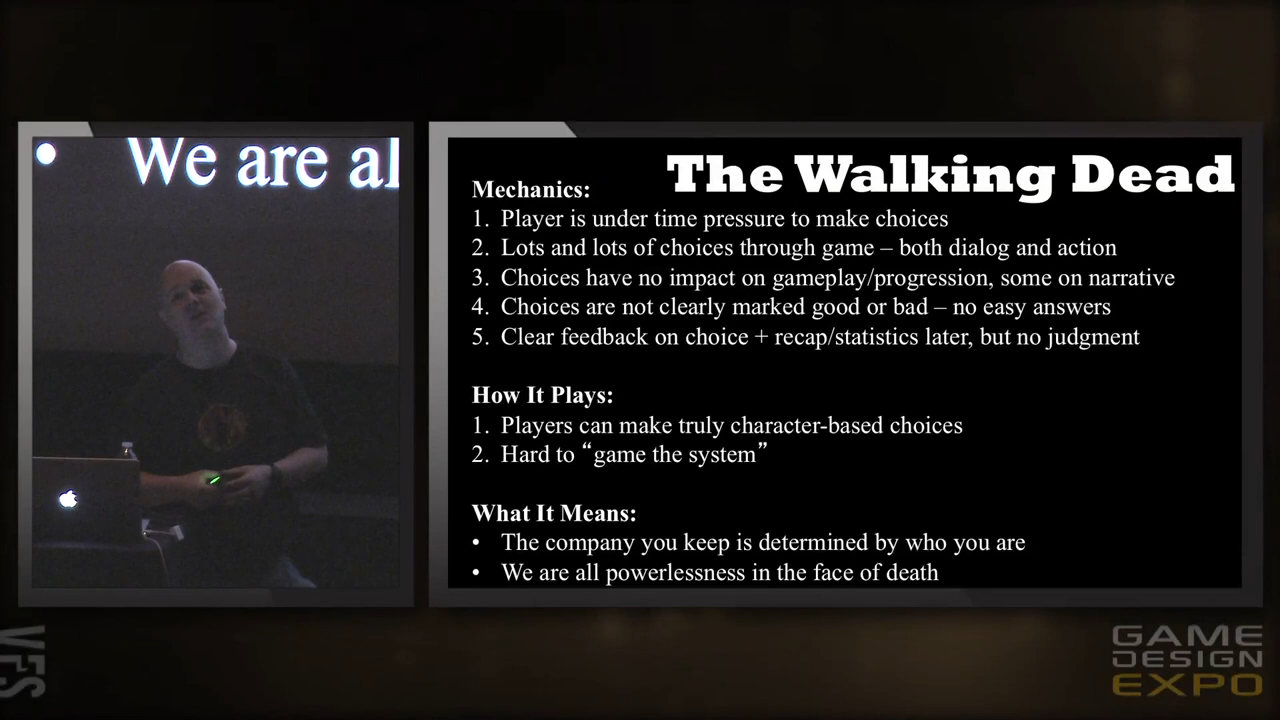 We are al
The Walking Dead
Mechanics:
1. Player is under time pressure to make choices
2. Lots and lots of choices through game – both dialog and action
3. Choices have no impact on gameplay/progression, some on narrative
4. Choices are not clearly marked good or bad – no easy answers
5. Clear feedback on choice + recap/statistics later, but no judgment
How It Plays:
1. Players can make truly character-based choices
2. Hard to “game the system”
What It Means:
• The company you keep is determined by who you are
• We are all powerlessness in the face of death
VFS
GAME
DESIGN
EXPO